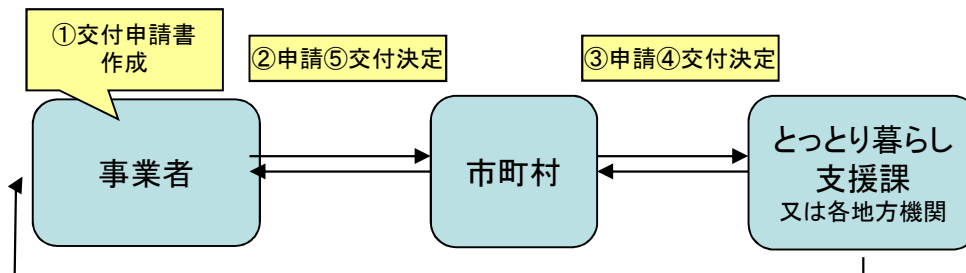 ①交付申請書
作成
②申請⑤交付決定
③申請④交付決定
事業者
市町村
とっとり暮らし
支援課
又は各地方機関